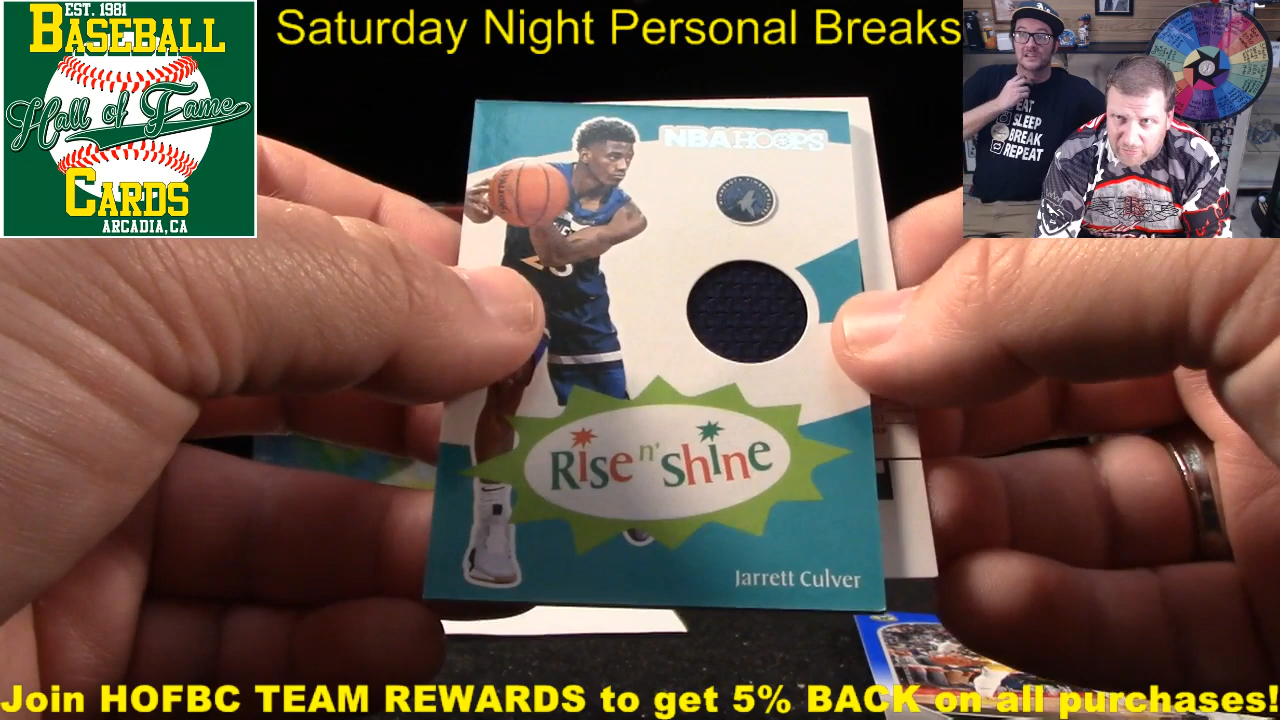 EST. 1981
BASEBALL
Hall of Fame
CARDS
ARCADIA, CA
Saturday Night Personal Breaks
EAT
SLEEP
BREAK
REPEAT
NBA HOOPS
Rise n' shine
Jarrett Culver
Join HOFBC TEAM REWARDS to get 5% BACK on all purchases!